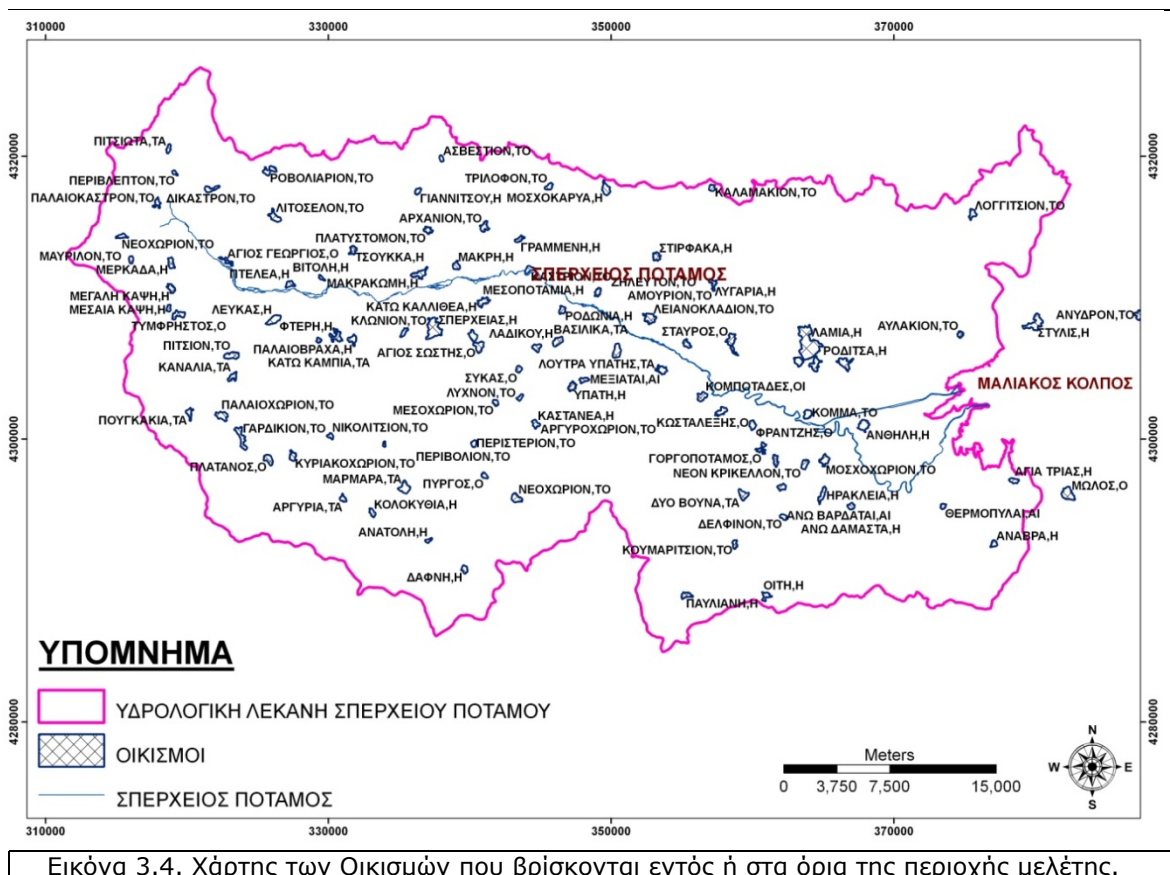 310000 330000 350000 370000
4320000 4320000
4300000 4300000
4280000 4280000
ΠΙΤΣΙΩΤΑ,ΤΑ
ΑΣΒΕΣΤΙΟΝ,ΤΟ
ΠΕΡΙΒΛΕΠΤΟΝ,ΤΟ
ΡΟΒΟΛΙΑΡΙΟΝ,ΤΟ
ΤΡΙΛΟΦΟΝ,ΤΟ
ΠΑΛΑΙΟΚΑΣΤΡΟΝ,ΤΟ
ΔΙΚΑΣΤΡΟΝ,ΤΟ
ΓΙΑΝΝΙΤΣΟΥ,Η
ΜΟΣΧΟΚΑΡΥΑ,Η
ΚΑΛΑΜΑΚΙΟΝ,ΤΟ
ΛΙΤΟΣΕΛΟΝ,ΤΟ
ΛΟΓΓΙΤΣΙΟΝ,ΤΟ
ΑΡΧΑΝΙΟΝ,ΤΟ
ΝΕΟΧΩΡΙΟΝ,ΤΟ
ΠΛΑΤΥΣΤΟΜΟΝ,ΤΟ
ΓΡΑΜΜΕΝΗ,Η
ΜΑΥΡΙΛΟΝ,ΤΟ
ΑΓΙΟΣ ΓΕΩΡΓΙΟΣ,Ο
ΤΣΟΥΚΚΑ,Η
ΣΤΙΡΦΑΚΑ,Η
ΜΕΡΚΑΔΑ,Η
ΠΤΕΛΕΑ,Η
ΒΙΤΟΛΗ,Η
ΜΑΚΡΗ,Η
ΣΠΕΡΧΕΙΟΣ ΠΟΤΑΜΟΣ
ΜΑΚΡΑΚΩΜΗ,Η
ΖΗΛΕΥΤΟΝ,ΤΟ
ΜΕΓΑΛΗ ΚΑΨΗ,Η
ΜΕΣΟΠΟΤΑΜΙΑ,Η
ΑΜΟΥΡΙΟΝ,ΤΟ
ΛΥΓΑΡΙΑ,Η
ΜΕΣΑΙΑ ΚΑΨΗ,Η
ΛΕΥΚΑΣ,Η
ΚΑΤΩ ΚΑΛΛΙΘΕΑ,Η
ΛΕΙΑΝΟΚΛΑΔΙΟΝ,ΤΟ
ΑΝΥΔΡΟΝ,ΤΟ
ΤΥΜΦΡΗΣΤΟΣ,Ο
ΦΤΕΡΗ,Η
ΚΛΩΝΙΟΝ,ΤΟ
ΣΠΕΡΧΕΙΑΣ,Η
ΡΟΔΩΝΙΑ,Η
ΣΤΑΥΡΟΣ,Ο
ΛΑΜΙΑ,Η
ΑΥΛΑΚΙΟΝ,ΤΟ
ΣΤΥΛΙΣ,Η
ΠΙΤΣΙΟΝ,ΤΟ
ΠΑΛΑΙΟΒΡΑΧΑ,Η
ΛΑΔΙΚΟΥ,Η
ΒΑΣΙΛΙΚΑ,ΤΑ
ΡΟΔΙΤΣΑ,Η
ΚΑΝΑΛΙΑ,ΤΑ
ΚΑΤΩ ΚΑΜΠΙΑ,ΤΑ
ΑΓΙΟΣ ΣΩΣΤΗΣ,Ο
ΛΟΥΤΡΑ ΥΠΑΤΗΣ,ΤΑ
ΣΥΚΑΣ,Ο
ΜΕΞΙΑΤΑΙ,ΑΙ
ΜΑΛΙΑΚΟΣ ΚΟΛΠΟΣ
ΛΥΧΝΟΝ,ΤΟ
ΥΠΑΤΗ,Η
ΚΟΜΠΟΤΑΔΕΣ,ΟΙ
ΠΑΛΑΙΟΧΩΡΙΟΝ,ΤΟ
ΜΕΣΟΧΩΡΙΟΝ,ΤΟ
ΚΑΣΤΑΝΕΑ,Η
ΚΩΣΤΑΛΕΞΗΣ,Ο
ΚΟΜΜΑ,ΤΟ
ΠΟΥΓΚΑΚΙΑ,ΤΑ
ΓΑΡΔΙΚΙΟΝ,ΤΟ
ΝΙΚΟΛΙΤΣΙΟΝ,ΤΟ
ΑΡΓΥΡΟΧΩΡΙΟΝ,ΤΟ
ΦΡΑΝΤΖΗΣ,Ο
ΑΝΘΗΛΗ,Η
ΠΕΡΙΣΤΕΡΙΟΝ,ΤΟ
ΠΛΑΤΑΝΟΣ,Ο
ΚΥΡΙΑΚΟΧΩΡΙΟΝ,ΤΟ
ΠΕΡΙΒΟΛΙΟΝ,ΤΟ
ΓΟΡΓΟΠΟΤΑΜΟΣ,Ο
ΝΕΟΝ ΚΡΙΚΕΛΛΟΝ,ΤΟ
ΜΟΣΧΟΧΩΡΙΟΝ,ΤΟ
ΑΓΙΑ ΤΡΙΑΣ,Η
ΜΑΡΜΑΡΑ,ΤΑ
ΠΥΡΓΟΣ,Ο
ΝΕΟΧΩΡΙΟΝ,ΤΟ
ΜΩΛΟΣ,Ο
ΑΡΓΥΡΙΑ,ΤΑ
ΚΟΛΟΚΥΘΙΑ,Η
ΔΥΟ ΒΟΥΝΑ,ΤΑ
ΗΡΑΚΛΕΙΑ,Η
ΑΝΩ ΒΑΡΔΑΤΑΙ,ΑΙ
ΘΕΡΜΟΠΥΛΑΙ,ΑΙ
ΑΝΑΤΟΛΗ,Η
ΔΕΛΦΙΝΟΝ,ΤΟ
ΑΝΩ ΔΑΜΑΣΤΑ,Η
ΑΝΑΒΡΑ,Η
ΚΟΥΜΑΡΙΤΣΙΟΝ,ΤΟ
ΔΑΦΝΗ,Η
ΟΙΤΗ,Η
ΠΑΥΛΙΑΝΗ,Η
ΥΠΟΜΝΗΜΑ
ΥΔΡΟΛΟΓΙΚΗ ΛΕΚΑΝΗ ΣΠΕΡΧΕΙΟΥ ΠΟΤΑΜΟΥ
ΟΙΚΙΣΜΟΙ
ΣΠΕΡΧΕΙΟΣ ΠΟΤΑΜΟΣ
Meters
0 3,750 7,500 15,000
N
W E
S
310000 330000 350000 370000
Εικόνα 3.4. Χάρτης των Οικισμών που βρίσκονται εντός ή στα όρια της περιοχής μελέτης.